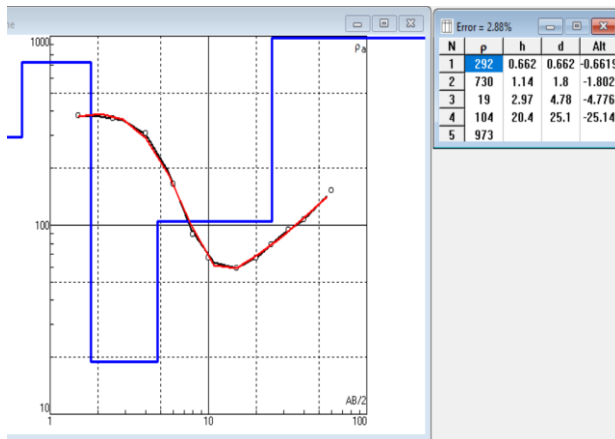 ne
1000
ρa
100
10
1
10
100
AB/2
Error = 2.88%
N ρ h d Alt
1 292 0.662 0.662 -0.6619
2 730 1.14 1.8 -1.802
3 19 2.97 4.78 -4.776
4 104 20.4 25.1 -25.14
5 973